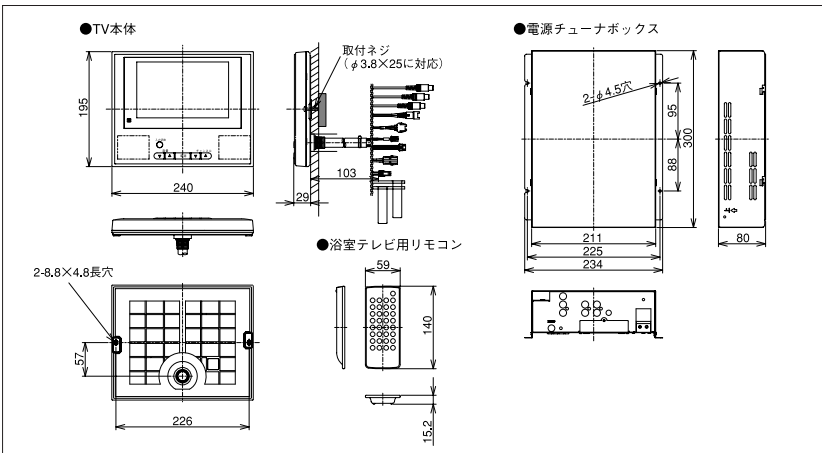 ●TV本体
195
240
取付ネジ
(φ3.8×25に対応)
103
29
2-8.8×4.8長穴
57
226
●浴室テレビ用リモコン
59
140
15.2
●電源チューナボックス
2-φ4.5穴
95
88
300
211
225
234
80